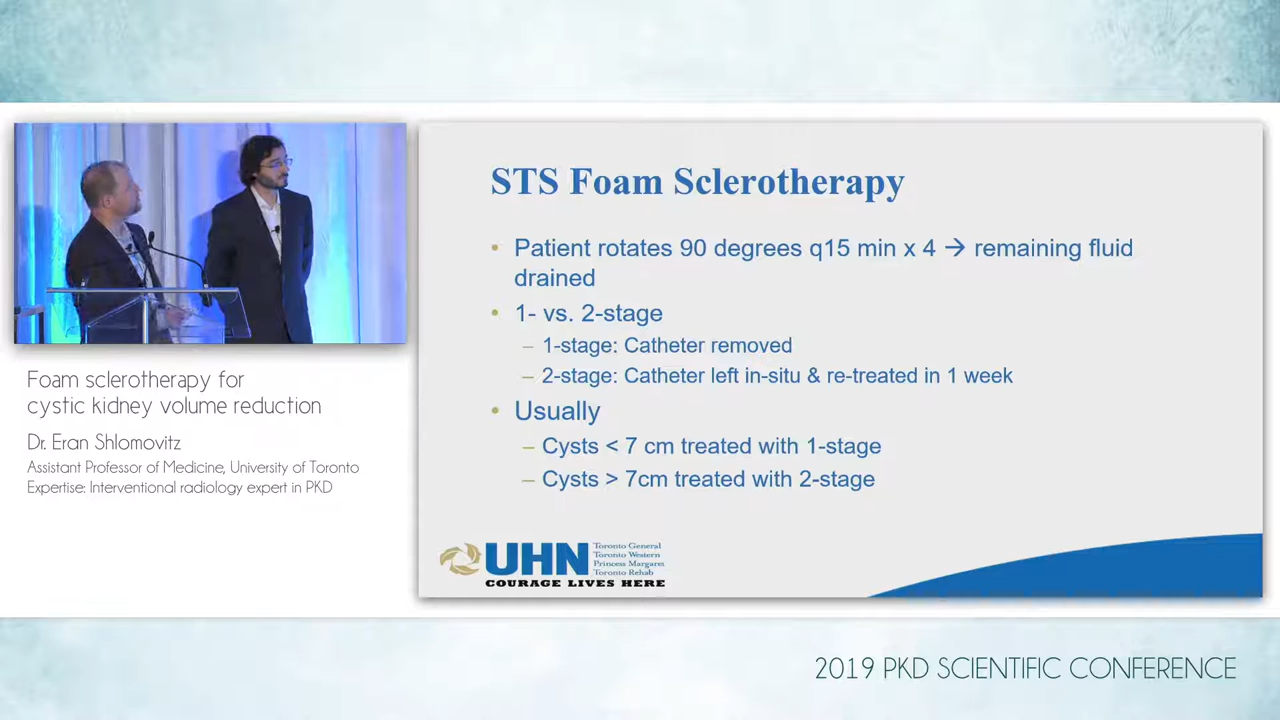 STS Foam Sclerotherapy
• Patient rotates 90 degrees q15 min x 4 → remaining fluid
drained
• 1- vs. 2-stage
– 1-stage: Catheter removed
– 2-stage: Catheter left in-situ & re-treated in 1 week
• Usually
– Cysts < 7 cm treated with 1-stage
– Cysts > 7cm treated with 2-stage
UHN
Toronto General
Toronto Western
Princess Margaret
Toronto Rehab
COURAGE LIVES HERE
Foam sclerotherapy for
cystic kidney volume reduction
Dr. Eran Shlomovitz
Assistant Professor of Medicine, University of Toronto
Expertise: Interventional radiology expert in PKD
2019 PKD SCIENTIFIC CONFERENCE